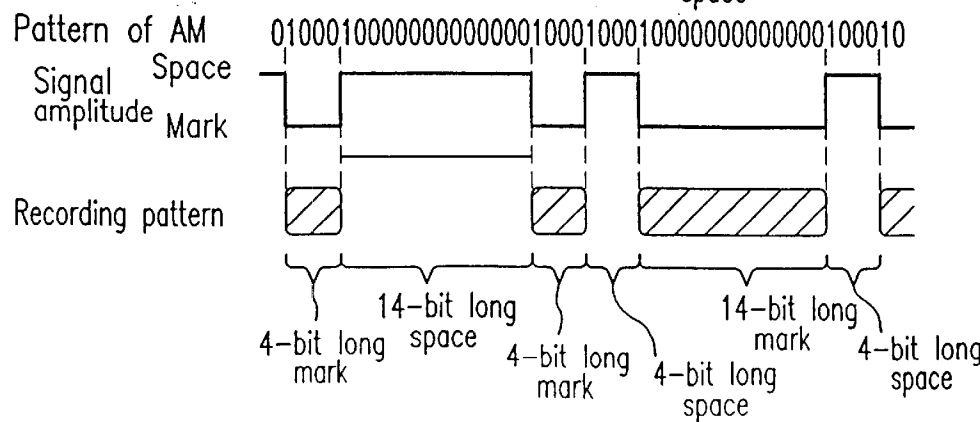 space
Pattern of AM 01000100000000000001000100010000000000000100010
Space
Signal
amplitude
Mark
Recording pattern
14-bit long
space
14-bit long
mark
4-bit long
mark
4-bit long
mark
4-bit long
space
4-bit long
space